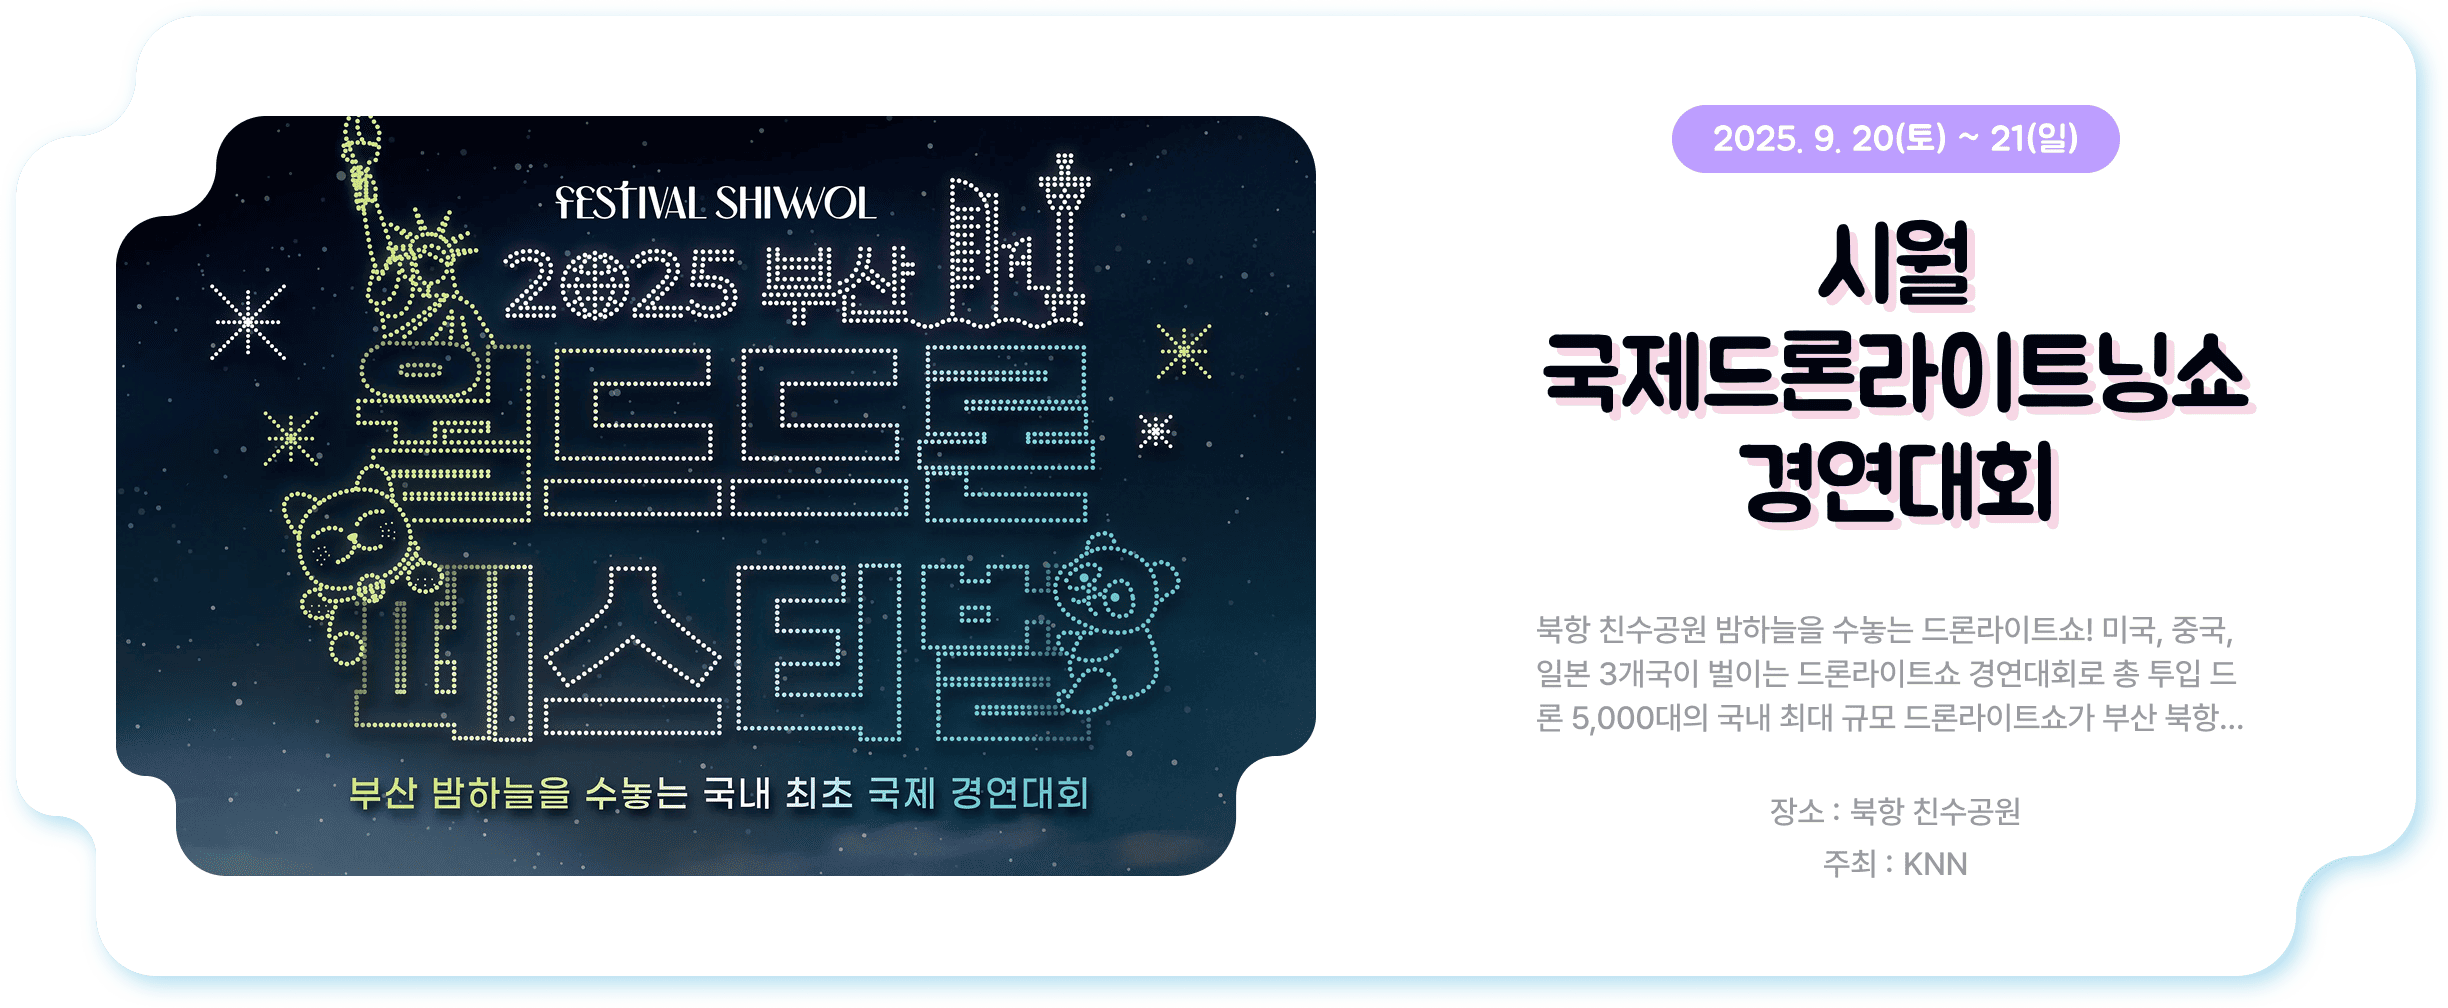 FESTIVAL SHIWOL
2025 부산
월드드론
페스티벌
부산 밤하늘을 수놓는 국내 최초 국제 경연대회
2025. 9. 20(토) ~ 21(일)
시월
국제드론라이트닝쇼
경연대회
북항 친수공원 밤하늘을 수놓는 드론라이트쇼! 미국, 중국,
일본 3개국이 벌이는 드론라이트쇼 경연대회로 총 투입 드
론 5,000대의 국내 최대 규모 드론라이트쇼가 부산 북항...
장소 : 북항 친수공원
주최 : KNN